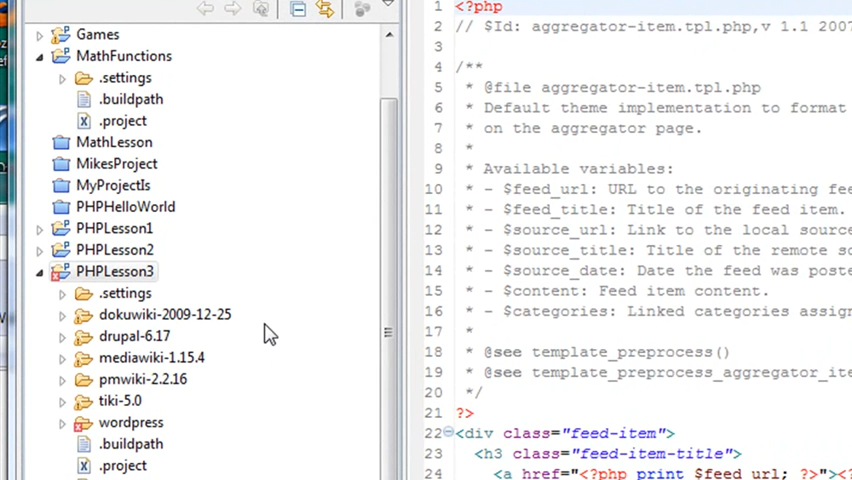 Games
MathFunctions
.settings
.buildpath
.project
MathLesson
MikesProject
MyProjectIs
PHPHelloWorld
PHPLesson1
PHPLesson2
PHPLesson3
.settings
dokuwiki-2009-12-25
drupal-6.17
mediawiki-1.15.4
pmwiki-2.2.16
tiki-5.0
wordpress
.buildpath
.project
1 <?php
2 // $Id: aggregator-item.tpl.php,v 1.1 2007
3
4 /**
5 * @file aggregator-item.tpl.php
6 * Default theme implementation to format
7 * on the aggregator page.
8 *
9 * Available variables:
10 * - $feed_url: URL to the originating fee
11 * - $feed_title: Title of the feed item.
12 * - $source_url: Link to the local source
13 * - $source_title: Title of the remote so
14 * - $source_date: Date the feed was poste
15 * - $content: Feed item content.
16 * - $categories: Linked categories assign
17 *
18 * @see template_preprocess()
19 * @see template_preprocess_aggregator_ite
20 */
21 ?>
22 <div class="feed-item">
23 <h3 class="feed-item-title">
24 <a href="<?php print $feed_url; ?>"><?